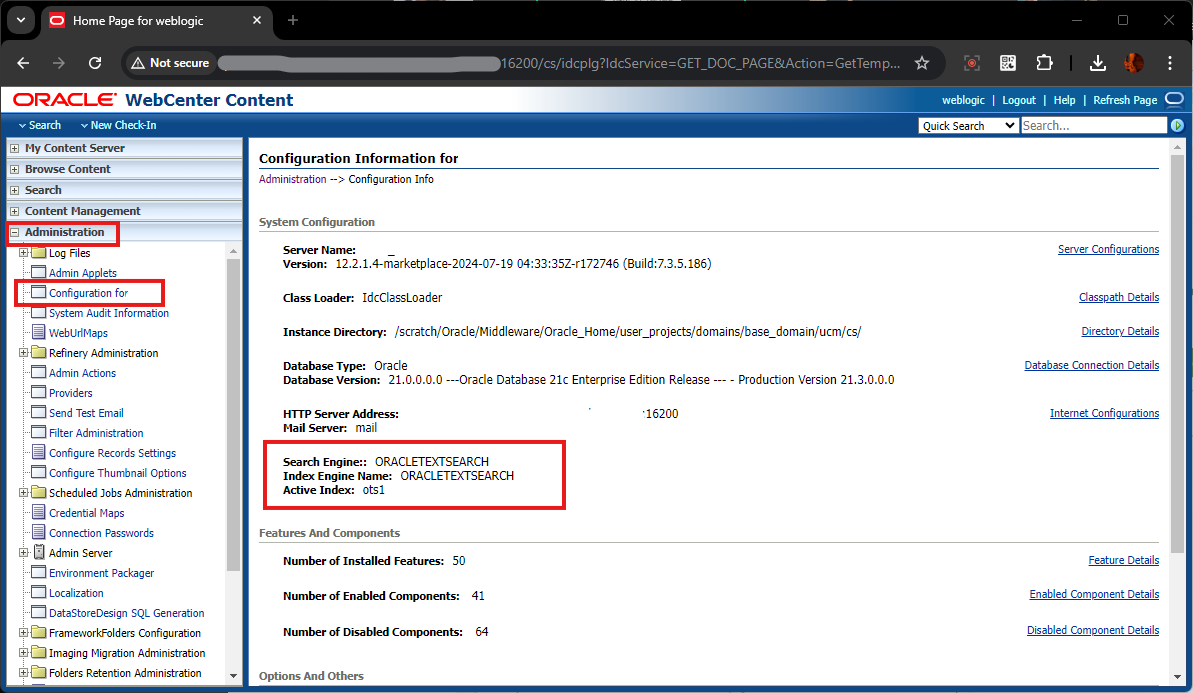 Home Page for weblogic
Not secure 16200/cs/idcplg?IdcService=GET_DOC_PAGE&Action=GetTemp...
ORACLE WebCenter Content
weblogic | Logout | Help | Refresh Page
Search New Check-In
Quick Search Search...
My Content Server
Browse Content
Search
Content Management
Administration
Log Files
Admin Applets
Configuration for
System Audit Information
WebUrlMaps
Refinery Administration
Admin Actions
Providers
Send Test Email
Filter Administration
Configure Records Settings
Configure Thumbnail Options
Scheduled Jobs Administration
Credential Maps
Connection Passwords
Admin Server
Environment Packager
Localization
DataStoreDesign SQL Generation
FrameworkFolders Configuration
Imaging Migration Administration
Folders Retention Administration
Configuration Information for
Administration --> Configuration Info
System Configuration
Server Name: _ Server Configurations
Version: 12.2.1.4-marketplace-2024-07-19 04:33:35Z-r172746 (Build:7.3.5.186)
Class Loader: IdcClassLoader Classpath Details
Instance Directory: /scratch/Oracle/Middleware/Oracle_Home/user_projects/domains/base_domain/ucm/cs/ Directory Details
Database Type: Oracle Database Connection Details
Database Version: 21.0.0.0.0 ---Oracle Database 21c Enterprise Edition Release --- - Production Version 21.3.0.0.0
HTTP Server Address: :16200 Internet Configurations
Mail Server: mail
Search Engine:: ORACLETEXTSEARCH
Index Engine Name: ORACLETEXTSEARCH
Active Index: ots1
Features And Components
Number of Installed Features: 50 Feature Details
Number of Enabled Components: 41 Enabled Component Details
Number of Disabled Components: 64 Disabled Component Details
Options And Others